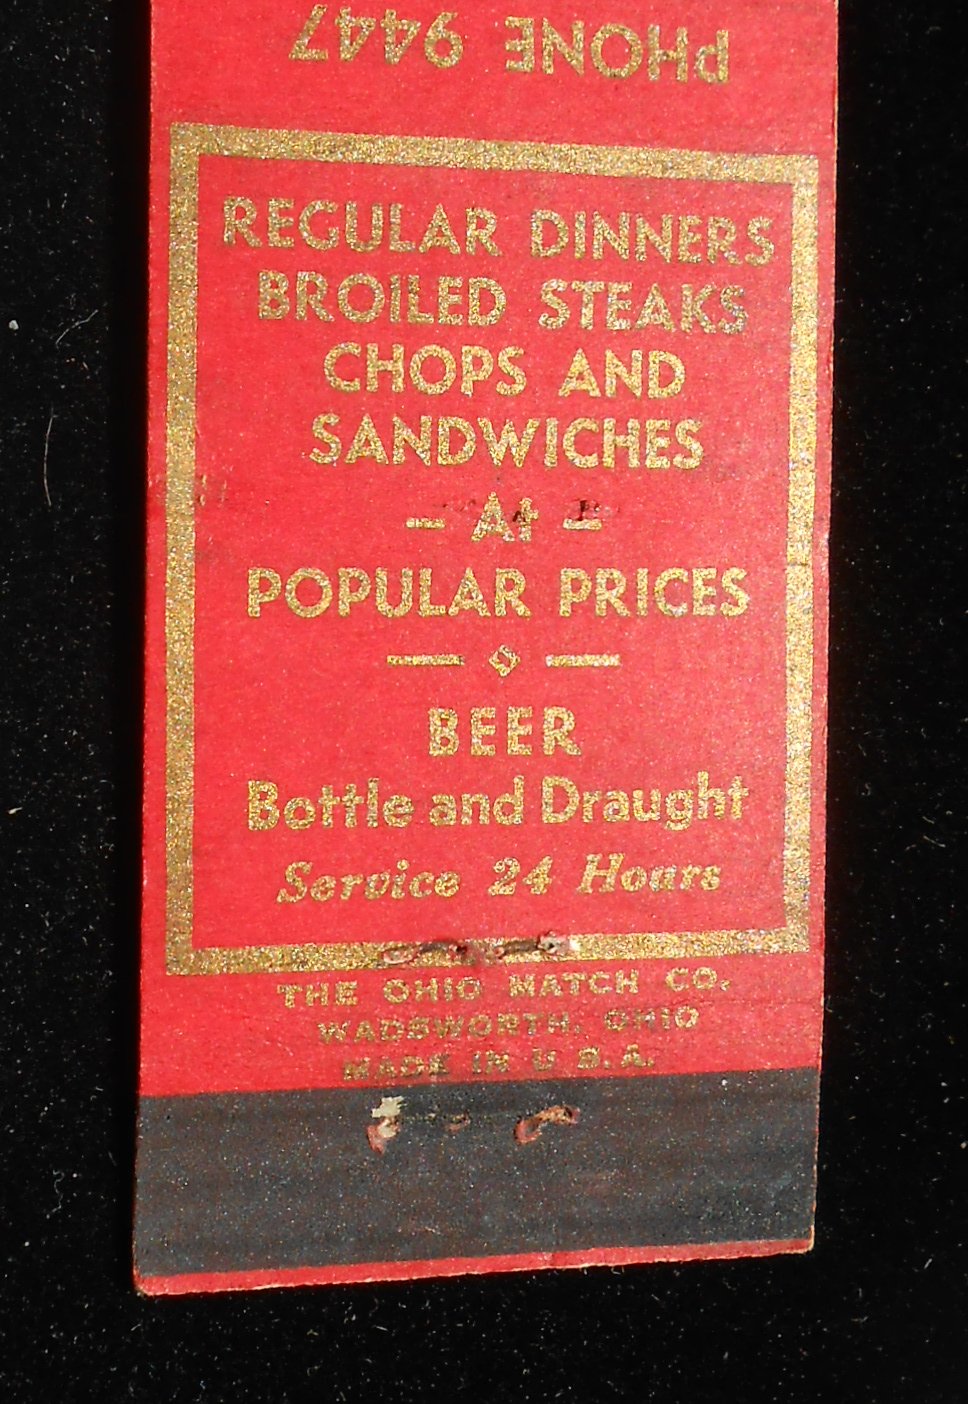 PHONE 9447
REGULAR DINNERS
BROILED STEAKS
CHOPS AND
SANDWICHES
- At -
POPULAR PRICES
BEER
Bottle and Draught
Service 24 Hours
THE OHIO MATCH CO.
WADSWORTH, OHIO
MADE IN U.S.A.